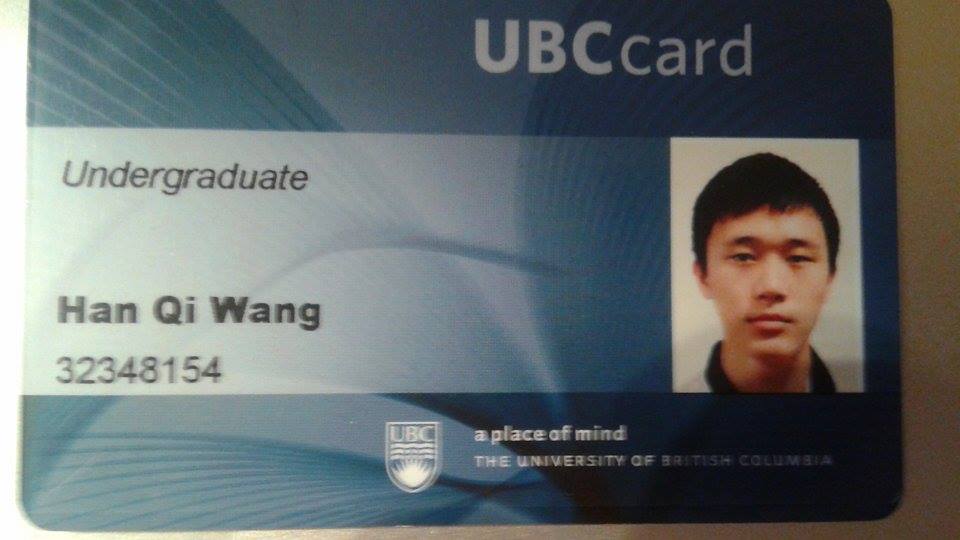 UBCcard
Undergraduate
Han Qi Wang
32348154
UBC
a place of mind
THE UNIVERSITY OF BRITISH COLUMBIA